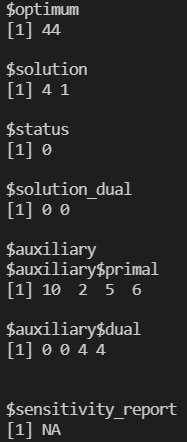 $optimum
[1] 44
$solution
[1] 4 1
$status
[1] 0
$solution_dual
[1] 0 0
$auxiliary
$auxiliary$primal
[1] 10  2  5  6
$auxiliary$dual
[1] 0 0 4 4
$sensitivity_report
[1] NA